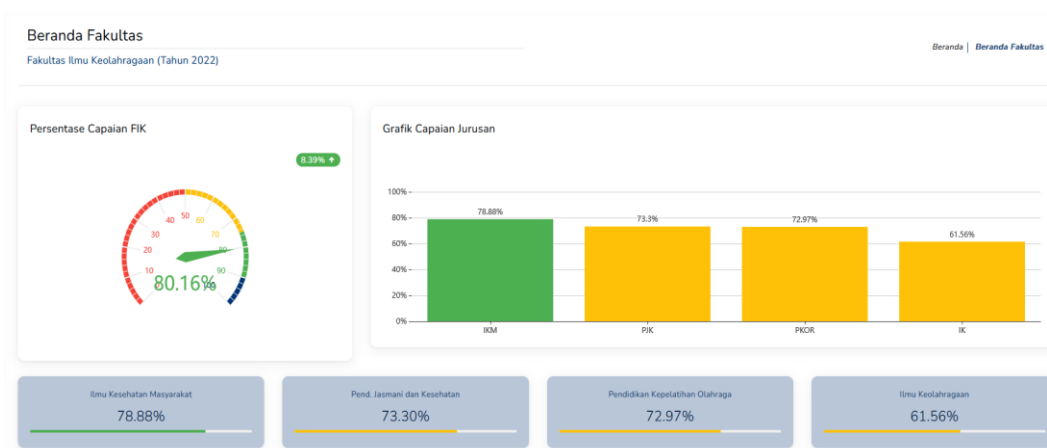 Beranda Fakultas
Fakultas Ilmu Keolahragaan (Tahun 2022)
Beranda | Beranda Fakultas
Persentase Capaian FIK
8.39% ↑
10
20
30
40
50
60
70
80
90
80.16%
Grafik Capaian Jurusan
100%
80%
60%
40%
20%
0%
78.88%
73.3%
72.97%
61.56%
IKM
PJK
PKOR
IK
Ilmu Kesehatan Masyarakat
78.88%
Pend. Jasmani dan Kesehatan
73.30%
Pendidikan Kepelatihan Olahraga
72.97%
Ilmu Keolahragaan
61.56%